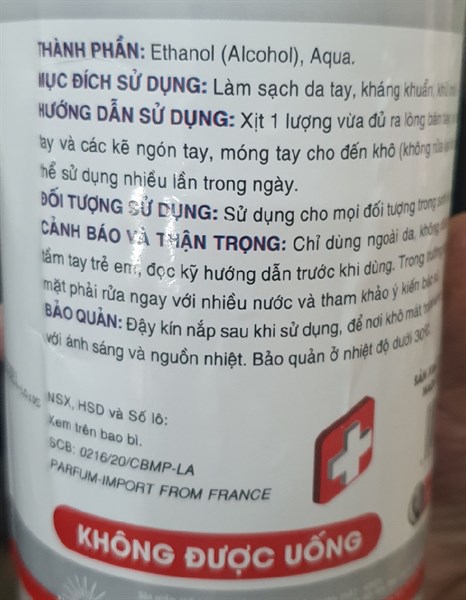 THÀNH PHẦN: Ethanol (Alcohol), Aqua.
MỤC ĐÍCH SỬ DỤNG: Làm sạch da tay, kháng khuẩn,
HƯỚNG DẪN SỬ DỤNG: Xịt 1 lượng vừa đủ ra lòng bàn
tay và các kẽ ngón tay, móng tay cho đến khô (không rửa
thể sử dụng nhiều lần trong ngày.
ĐỐI TƯỢNG SỬ DỤNG: Sử dụng cho mọi đối tượng trong
CẢNH BÁO VÀ THẬN TRỌNG: Chỉ dùng ngoài da, không
tầm tay trẻ em, đọc kỹ hướng dẫn trước khi dùng. Trong
mặt phải rửa ngay với nhiều nước và tham khảo ý kiến
BẢO QUẢN: Đậy kín nắp sau khi sử dụng, để nơi khô mát
với ánh sáng và nguồn nhiệt. Bảo quản ở nhiệt độ dưới 30°C.
NSX, HSD và Số lô:
Xem trên bao bì.
SCB: 0216/20/CBMP-LA
PARFUM-IMPORT FROM FRANCE
KHÔNG ĐƯỢC UỐNG